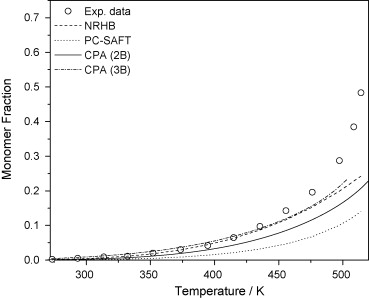 0.7
0.6
0.5
0.4
0.3
0.2
0.1
0.0
Monomer Fraction
Exp. data
NRHB
PC-SAFT
CPA (2B)
CPA (3B)
300 350 400 450 500
Temperature / K